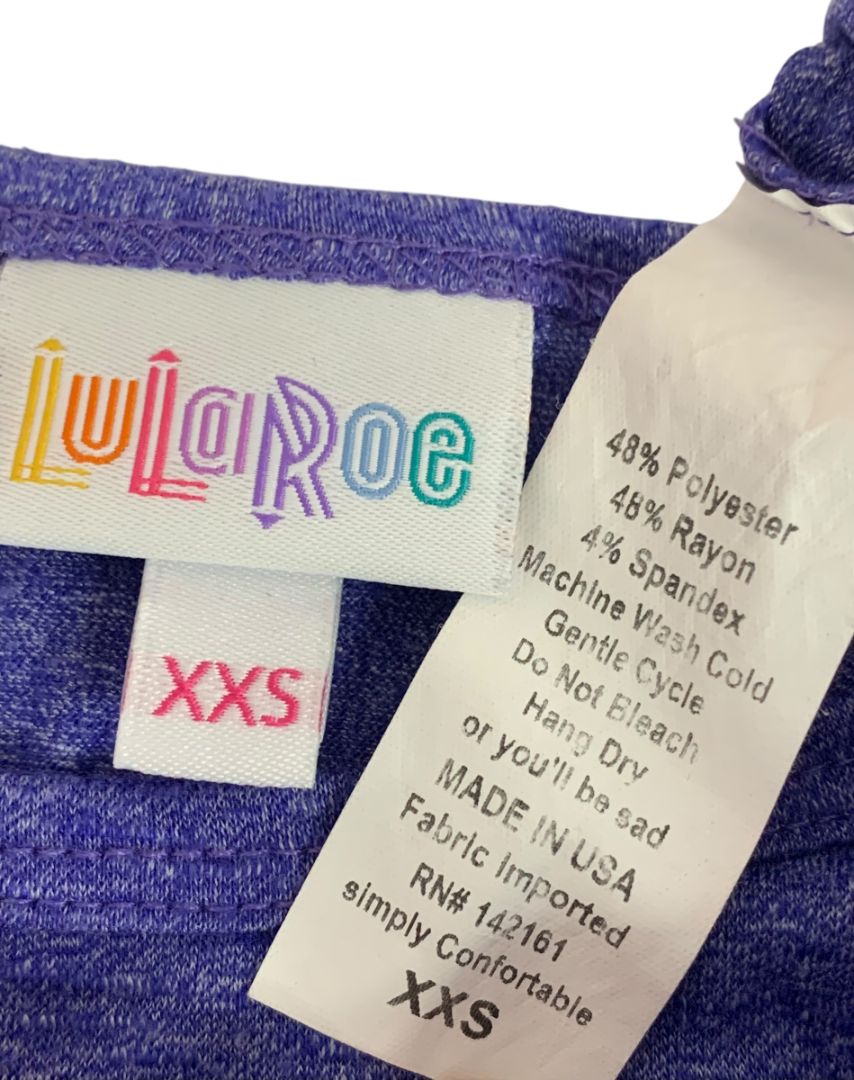 LuLaRoe
XXS
48% Polyester
48% Rayon
4% Spandex
Machine Wash Cold
Gentle Cycle
Do Not Bleach
Hang Dry
or you'll be sad
MADE IN USA
Fabric Imported
RN# 142161
simply Comfortable
XXS